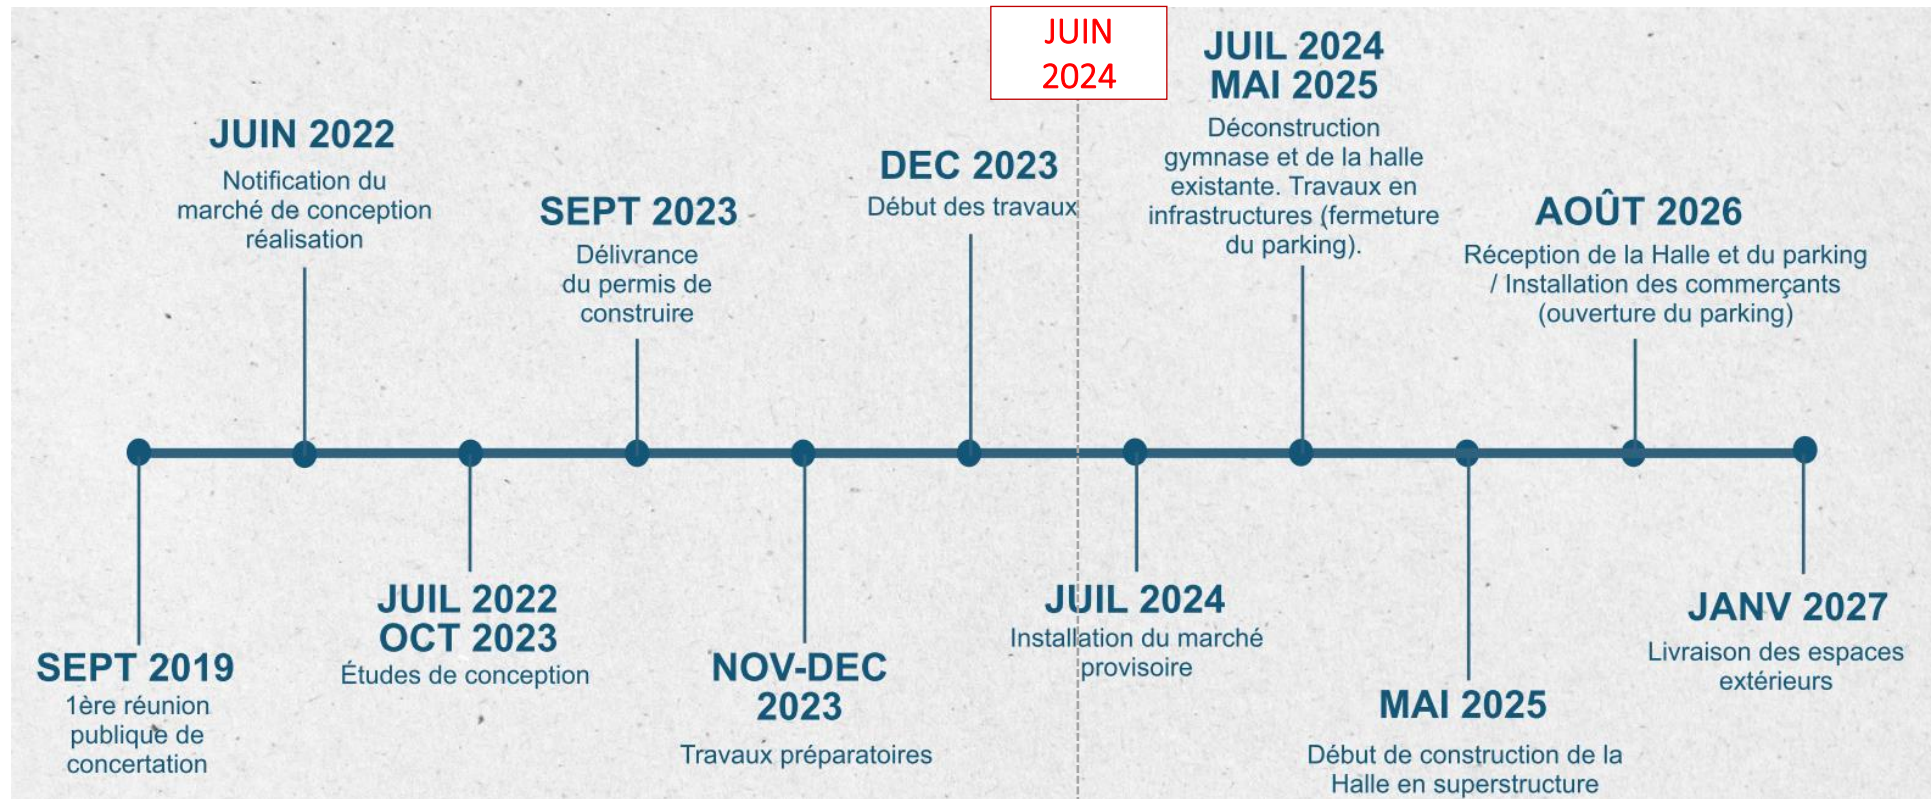 SEPT 2019
1ère réunion
publique de
concertation
JUIN 2022
Notification du
marché de conception
réalisation
JUIL 2022
OCT 2023
Études de conception
SEPT 2023
Délivrance
du permis de
construire
NOV-DEC
2023
Travaux préparatoires
DEC 2023
Début des travaux
JUIN
2024
JUIL 2024
Installation du marché
provisoire
JUIL 2024
MAI 2025
Déconstruction
gymnase et de la halle
existante. Travaux en
infrastructures (fermeture
du parking).
MAI 2025
Début de construction de la
Halle en superstructure
AOÛT 2026
Réception de la Halle et du parking
/ Installation des commerçants
(ouverture du parking)
JANV 2027
Livraison des espaces
extérieurs